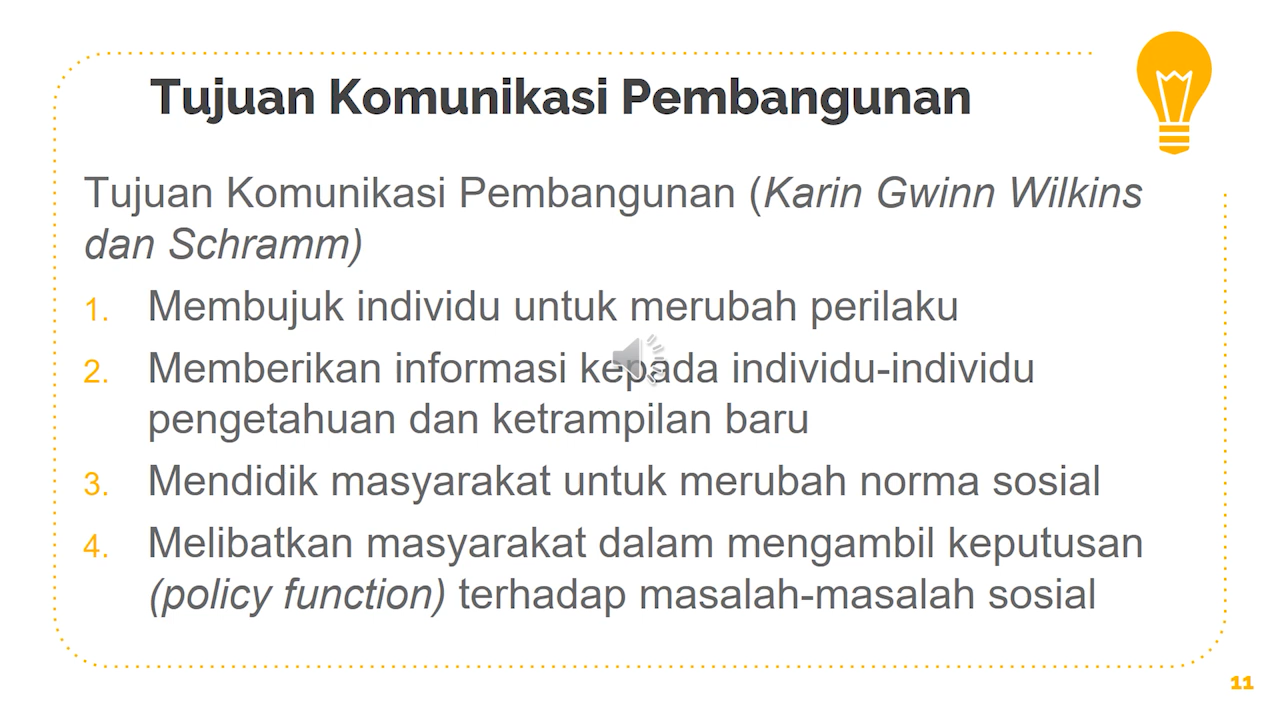 Tujuan Komunikasi Pembangunan
Tujuan Komunikasi Pembangunan (Karin Gwinn Wilkins
dan Schramm)
1. Membujuk individu untuk merubah perilaku
2. Memberikan informasi kepada individu-individu
pengetahuan dan ketrampilan baru
3. Mendidik masyarakat untuk merubah norma sosial
4. Melibatkan masyarakat dalam mengambil keputusan
(policy function) terhadap masalah-masalah sosial
11